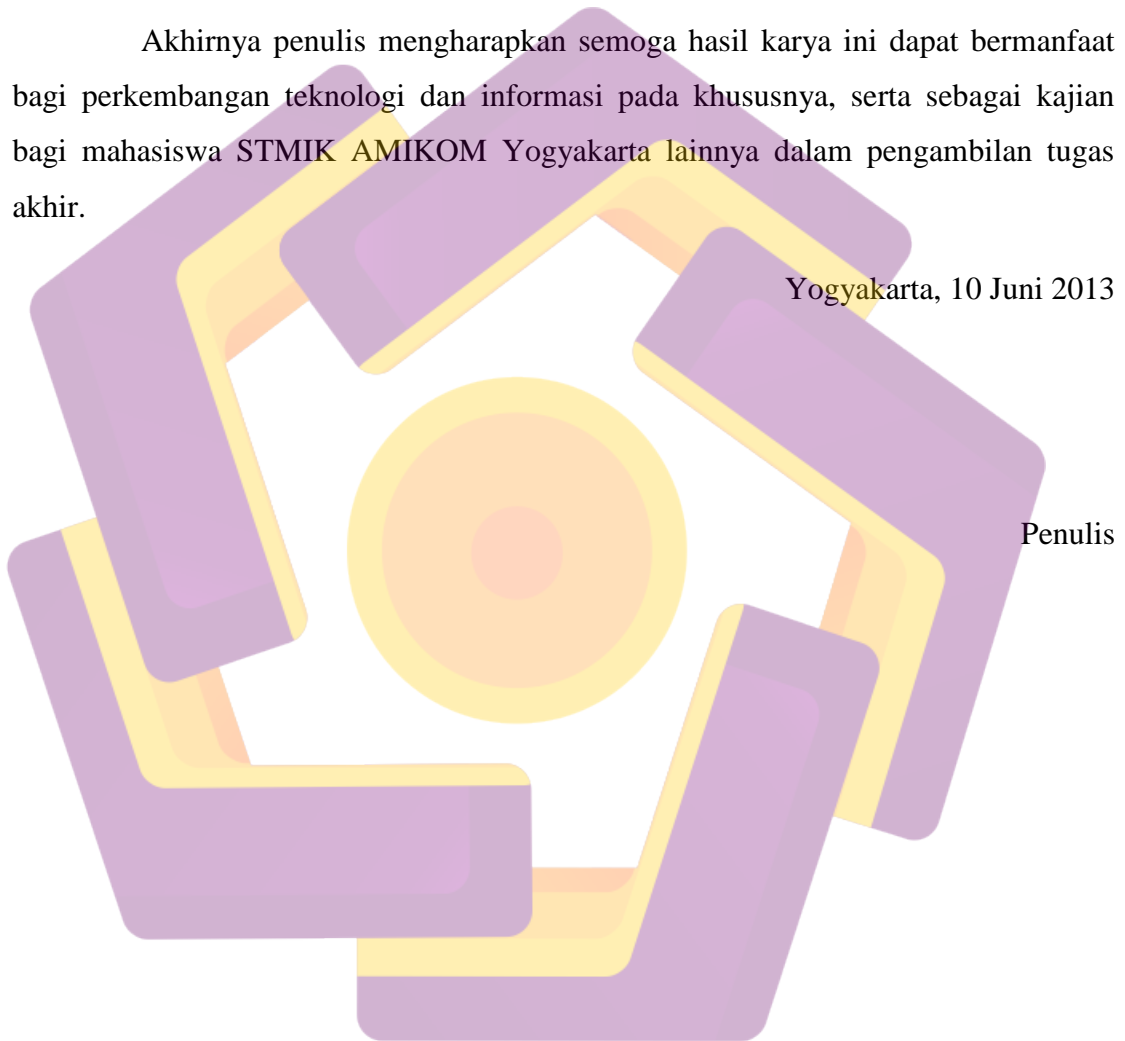 Akhirnya penulis mengharapkan semoga hasil karya ini dapat bermanfaat
bagi perkembangan teknologi dan informasi pada khususnya, serta sebagai kajian
bagi mahasiswa STMIK AMIKOM Yogyakarta lainnya dalam pengambilan tugas
akhir.
Yogyakarta, 10 Juni 2013
Penulis